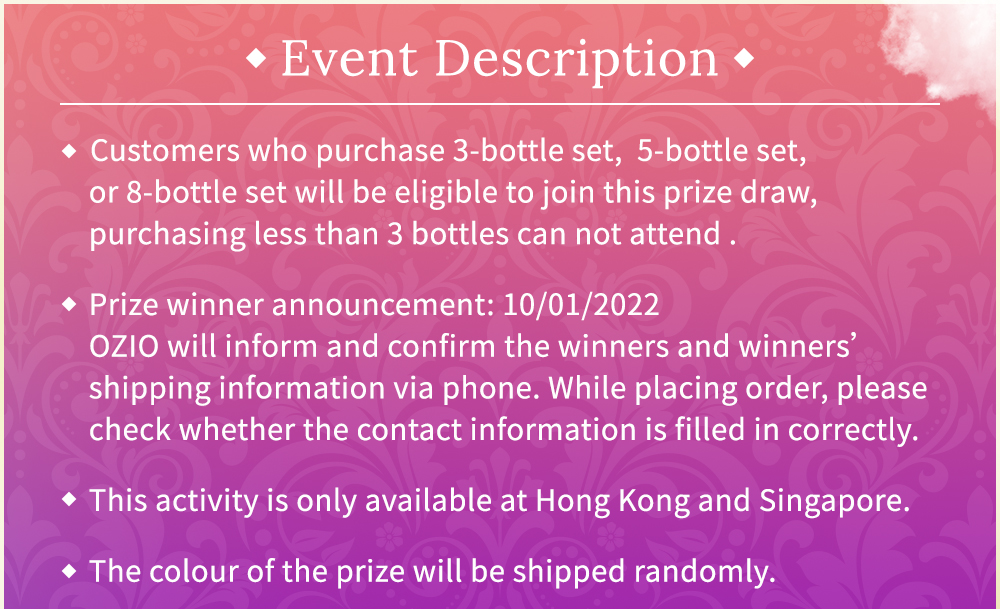 ◆ Event Description ◆
◆ Customers who purchase 3-bottle set,  5-bottle set,
or 8-bottle set will be eligible to join this prize draw,
purchasing less than 3 bottles can not attend .
◆ Prize winner announcement: 10/01/2022
OZIO will inform and confirm the winners and winners’
shipping information via phone. While placing order, please
check whether the contact information is filled in correctly.
◆ This activity is only available at Hong Kong and Singapore.
◆ The colour of the prize will be shipped randomly.